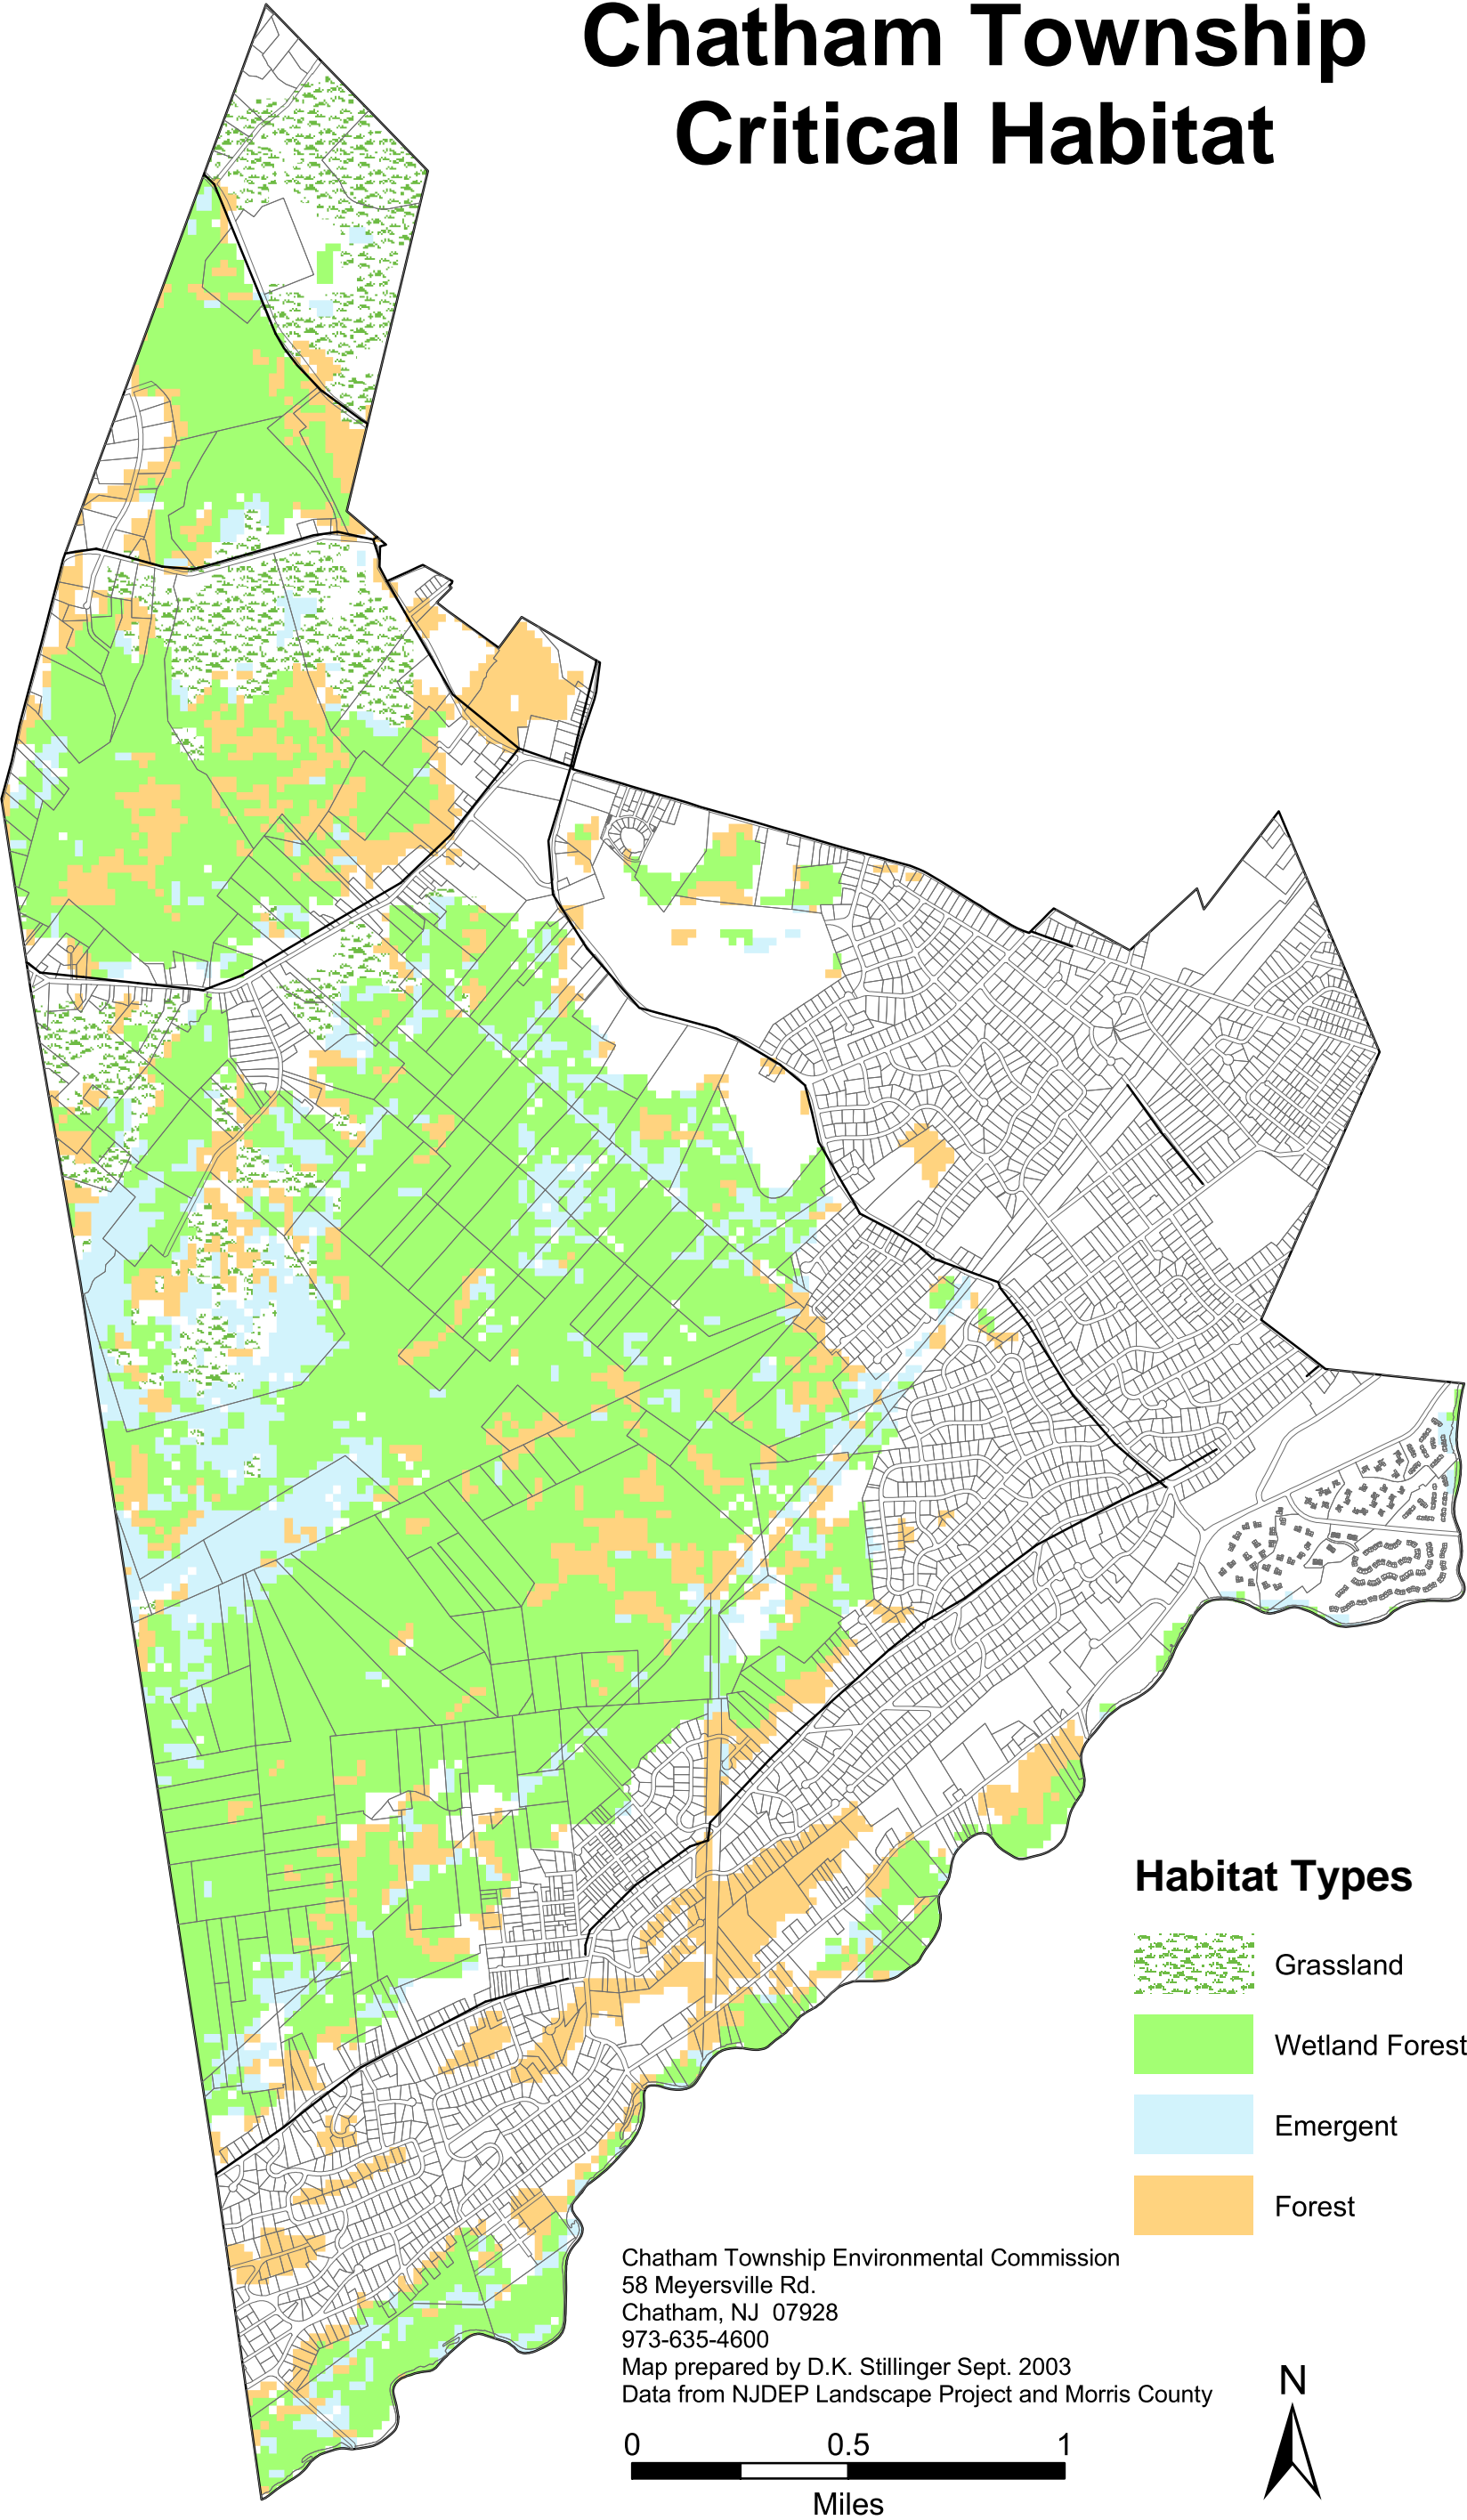 Chatham Township
Critical Habitat
Habitat Types
Grassland
Wetland Forest
Emergent
Forest
Chatham Township Environmental Commission
58 Meyersville Rd.
Chatham, NJ  07928
973-635-4600
Map prepared by D.K. Stillinger Sept. 2003
Data from NJDEP Landscape Project and Morris County
N
0 0.5 1
Miles